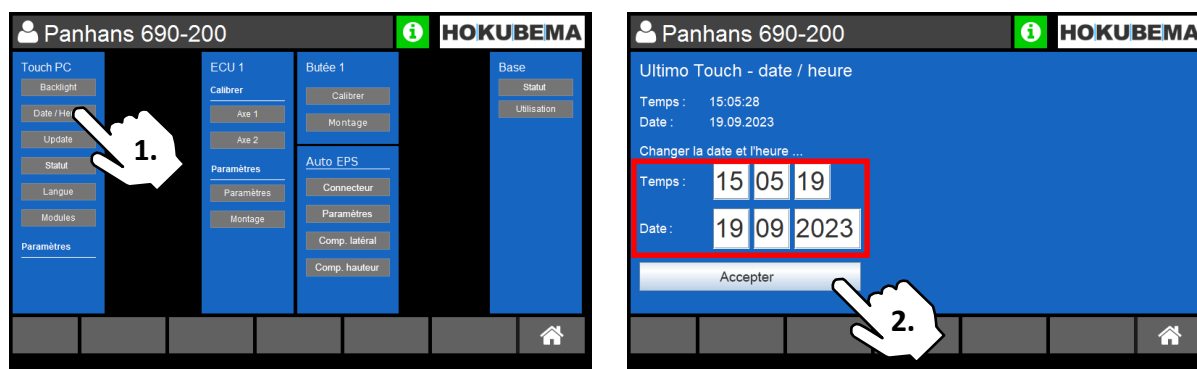 Panhans 690-200
HOKUBEMA
Touch PC
Backlight
Update
Statut
Langue
Modules
Paramètres
ECU 1
Calibrer
Axe 1
Axe 2
Paramètres
Paramètres
Montage
Butée 1
Calibrer
Montage
Auto EPS
Connecteur
Paramètres
Comp. latéral
Comp. hauteur
Base
Statut
Utilisation
Date / He
1.
Panhans 690-200
HOKUBEMA
Ultimo Touch - date / heure
Temps : 15:05:28
Date : 19.09.2023
Changer la date et l'heure ...
Temps : 15 05 19
Date : 19 09 2023
Accepter
2.